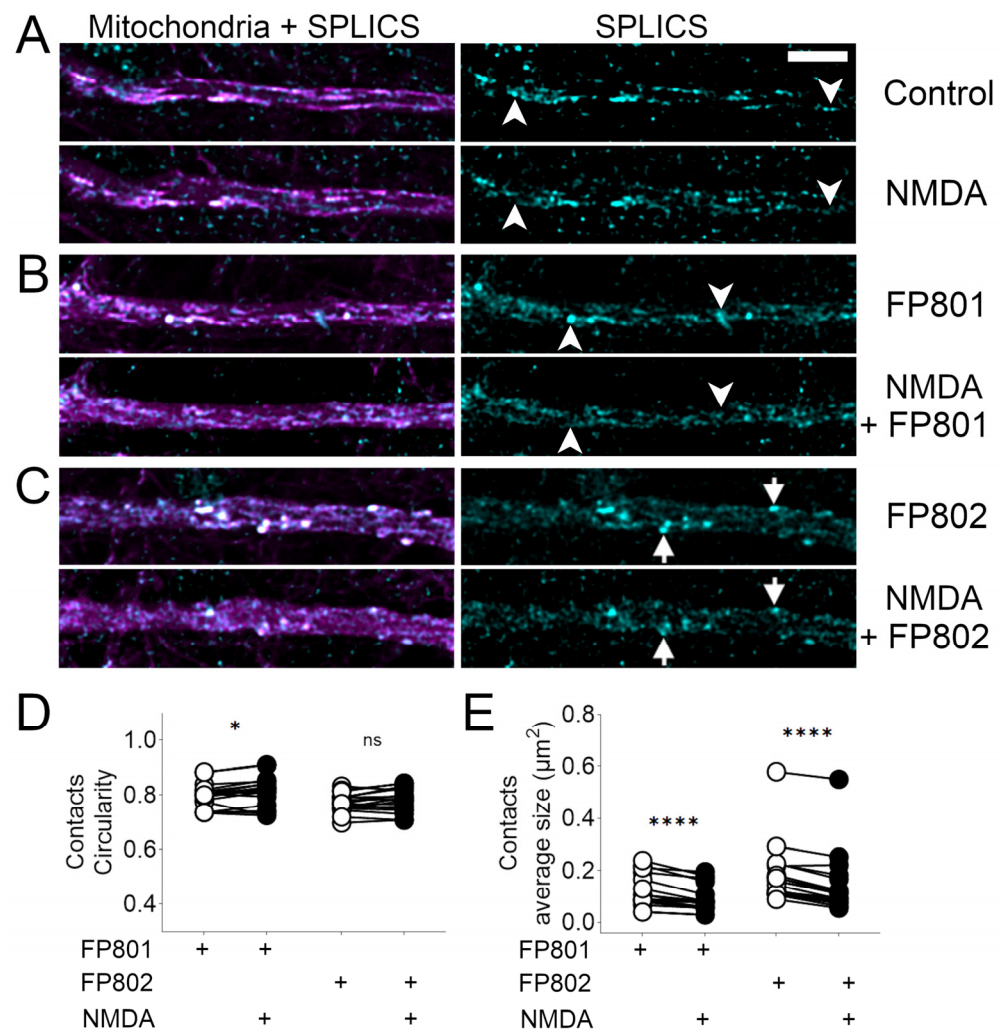 A
Mitochondria + SPLICS
SPLICS
Control
NMDA
B
FP801
NMDA
+ FP801
C
FP802
NMDA
+ FP802
D
Contacts
Circularity
1.0
0.8
0.6
0.4
*
ns
FP801 + +
FP802 + +
NMDA + +
E
Contacts
average size (µm²)
0.8
0.6
0.4
0.2
0.0
****
****
FP801 + +
FP802 + +
+ +